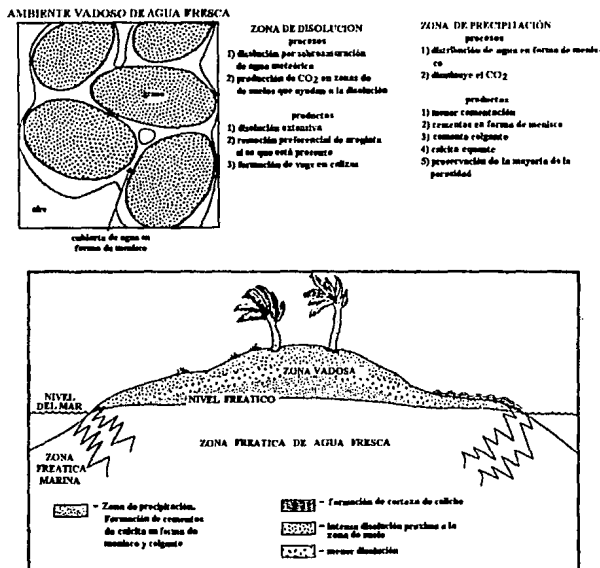 AMBIENTE VADOSO DE AGUA FRESCA
grano
aire
cubierta de agua en
forma de menisco
ZONA DE DISOLUCION
procesos
1) disolución por subsaturación
de agua meteórica
2) producción de CO2 en zonas de
de suelos que ayudan a la disolución
productos
1) disolución extensiva
2) remoción preferencial de aragonita
si es que está presente
3) formación de vugs en calizas
ZONA DE PRECIPITACIÓN
procesos
1) distribución de agua en forma de menis-
co
2) disminuye el CO2
productos
1) menor cementación
2) cementos en forma de menisco
3) cemento colgante
4) calcita equante
5) preservación de la mayoría de la
porosidad
ZONA VADOSA
NIVEL FREATICO
NIVEL
DEL MAR
ZONA FREATICA DE AGUA FRESCA
ZONA
FREATICA
MARINA
- Zona de precipitación.
Formación de cementos
de calcita en forma de
menisco y colgante
- formación de corteza de caliche
- intensa disolución proxima a la
zona de suelo
- menor disolución